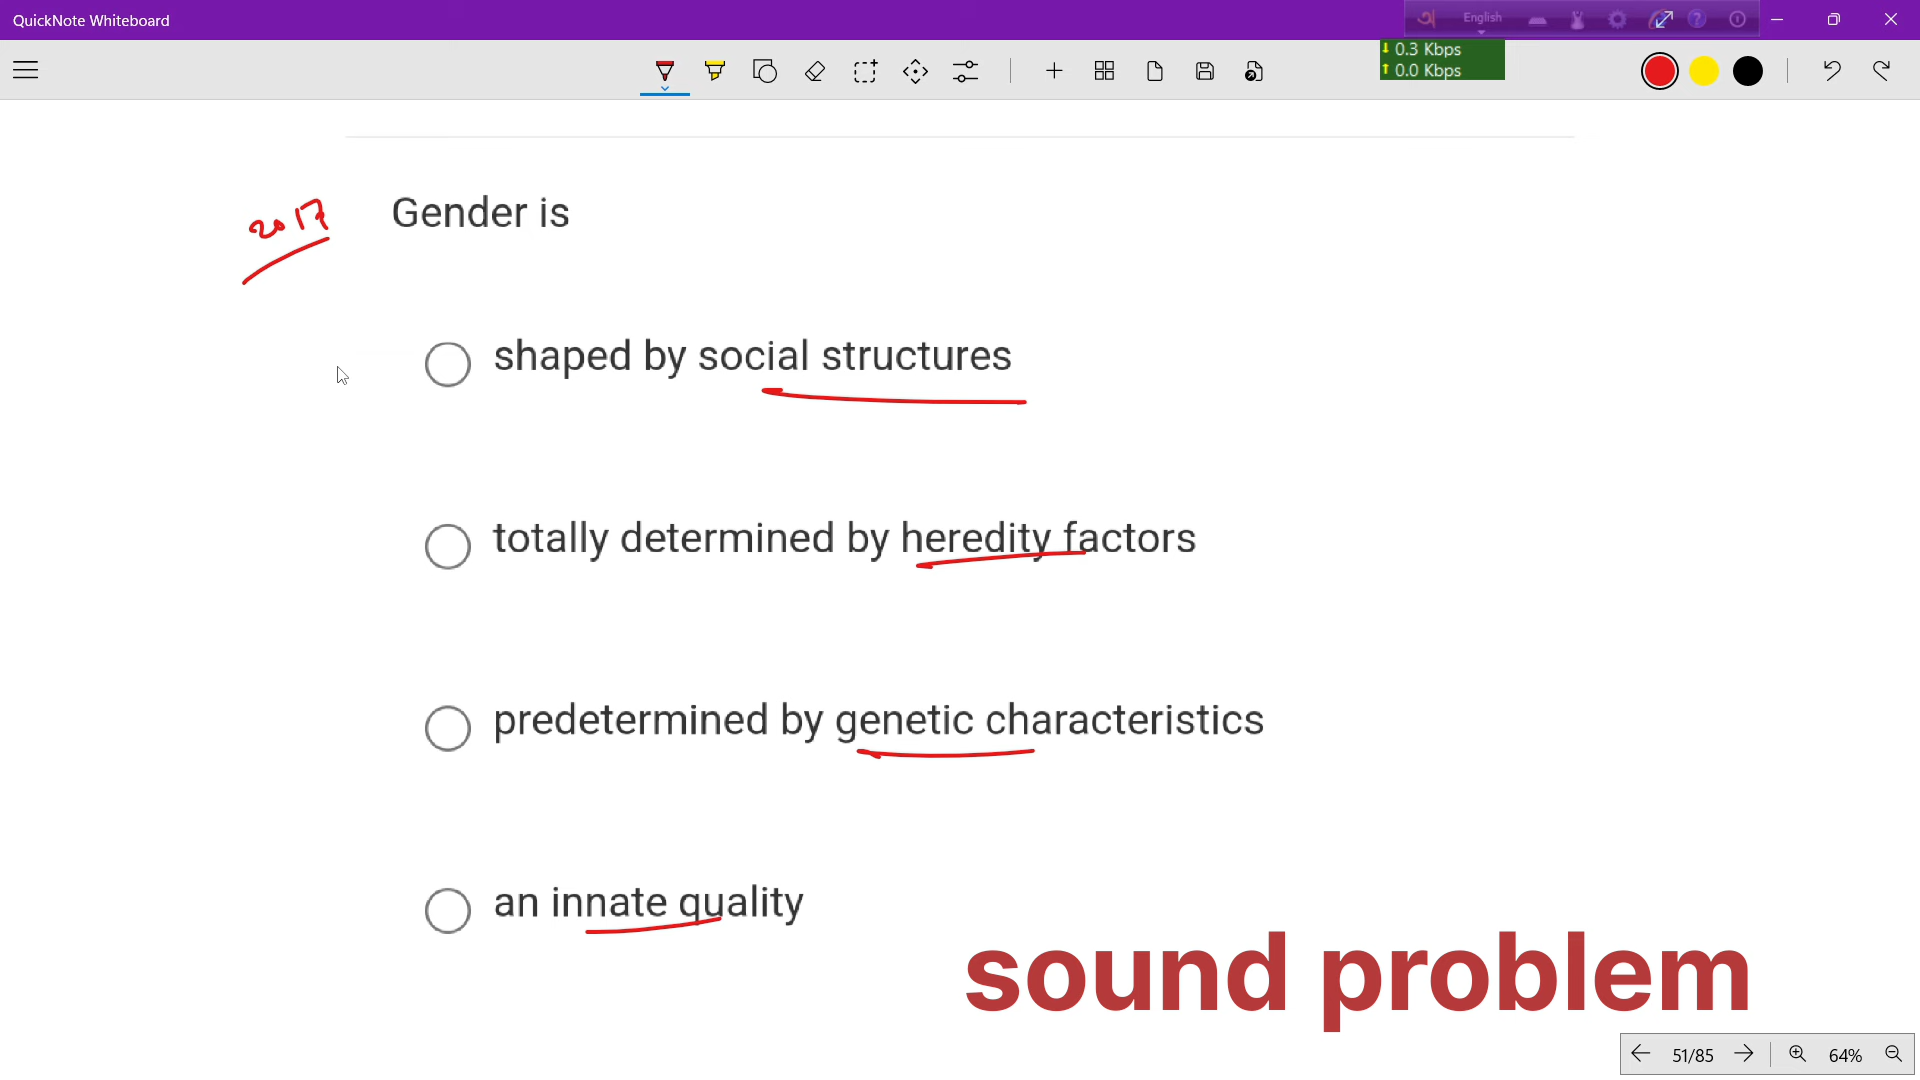 QuickNote Whiteboard
English
0.3 Kbps
0.0 Kbps
2017
Gender is
shaped by social structures
totally determined by heredity factors
predetermined by genetic characteristics
an innate quality
sound problem
51/85
64%